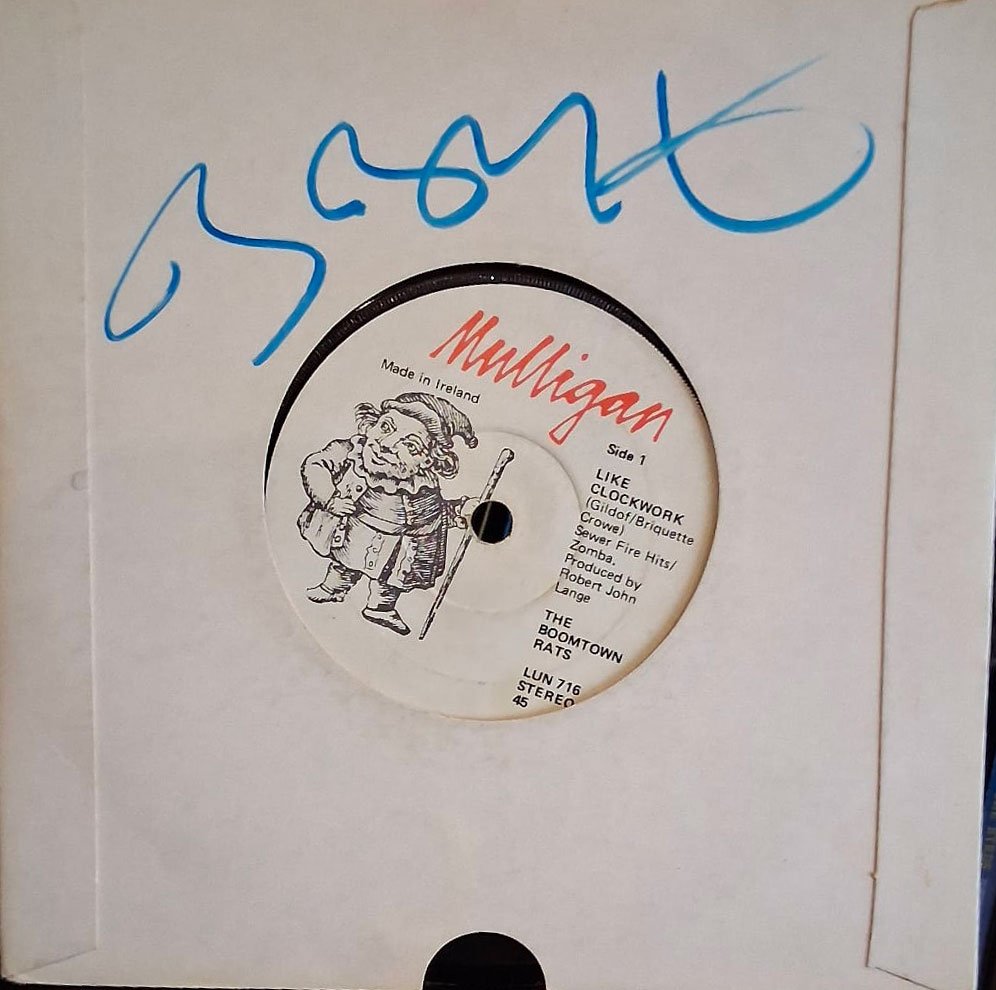 Mulligan
Made in Ireland
Side 1
LIKE
CLOCKWORK
(Gildof/Briquette
Crowe)
Sewer Fire Hits/
Zomba.
Produced by
Robert John
Lange
THE
BOOMTOWN
RATS
LUN 716
STEREO
45